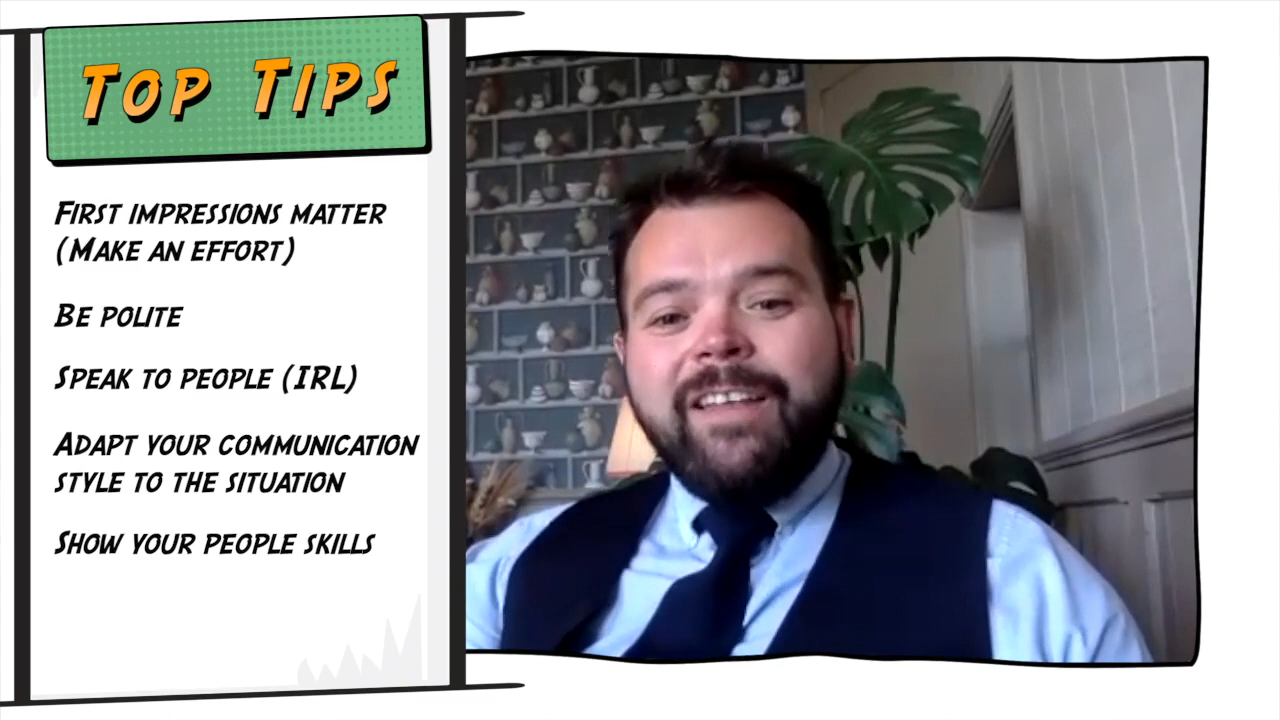 Top Tips
First impressions matter
(Make an effort)
Be polite
Speak to people (IRL)
Adapt your communication
style to the situation
Show your people skills